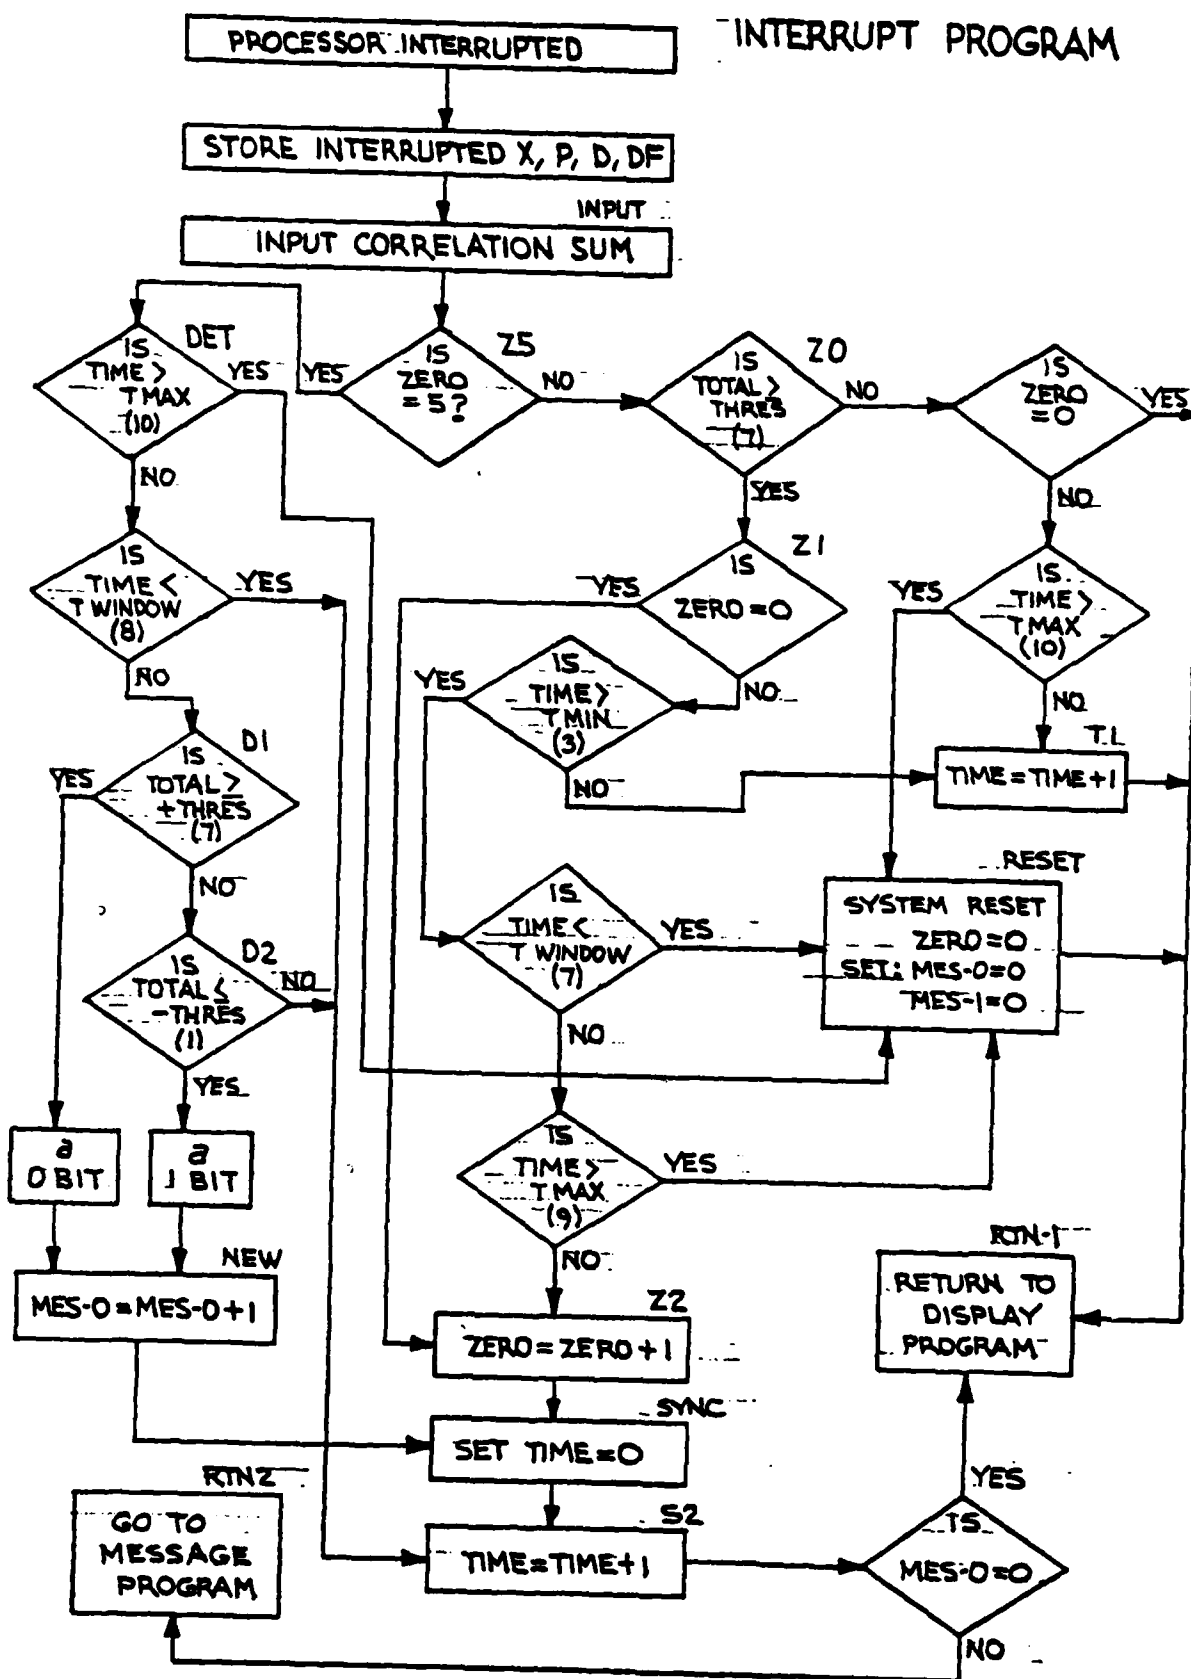 INTERRUPT PROGRAM
PROCESSOR INTERRUPTED
STORE INTERRUPTED X, P, D, DF
INPUT
INPUT CORRELATION SUM
DET
IS
TIME >
T MAX
(10)
YES
NO
Z5
IS
ZERO
= 5?
YES
NO
Z0
IS
TOTAL ≥
THRES
(7)
NO
YES
IS
ZERO
= 0
YES
NO
IS
TIME <
T WINDOW
(8)
YES
NO
Z1
IS
ZERO = 0
YES
NO
IS
TIME >
T MAX
(10)
YES
NO
IS
TIME >
T MIN
(3)
YES
NO
T1
TIME = TIME + 1
D1
IS
TOTAL ≥
+ THRES
(7)
YES
NO
RESET
SYSTEM RESET
ZERO = 0
SET: MES-0 = 0
MES-1 = 0
IS
TIME <
T WINDOW
(7)
YES
NO
D2
IS
TOTAL ≤
- THRES
(1)
NO
YES
a
0 BIT
a
1 BIT
IS
TIME >
T MAX
(9)
YES
NO
NEW
MES-0 = MES-0 + 1
RTN-1
RETURN TO
DISPLAY
PROGRAM
Z2
ZERO = ZERO + 1
SYNC
SET TIME = 0
RTN2
GO TO
MESSAGE
PROGRAM
S2
TIME = TIME + 1
YES
IS
MES-0 = 0
NO